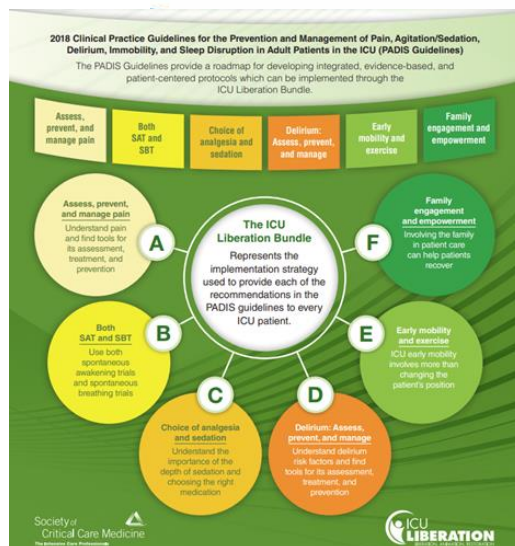 2018 Clinical Practice Guidelines for the Prevention and Management of Pain, Agitation/Sedation,
Delirium, Immobility, and Sleep Disruption in Adult Patients in the ICU (PADIS Guidelines)
The PADIS Guidelines provide a roadmap for developing integrated, evidence-based, and
patient-centered protocols which can be implemented through the
ICU Liberation Bundle.
Assess,
prevent, and
manage pain
Both
SAT and
SBT
Choice of
analgesia and
sedation
Delirium:
Assess, prevent,
and manage
Early
mobility and
exercise
Family
engagement and
empowerment
Assess, prevent,
and manage pain
Understand pain
and find tools for
its assessment,
treatment, and
prevention
A
Both
SAT and SBT
Use both
spontaneous
awakening trials
and spontaneous
breathing trials
B
Choice of analgesia
and sedation
Understand the
importance of the
depth of sedation and
choosing the right
medication
C
Delirium: Assess,
prevent, and manage
Understand delirium
risk factors and find
tools for its assessment,
treatment, and
prevention
D
Early mobility
and exercise
ICU early mobility
involves more than
changing the
patient's position
E
Family
engagement
and empowerment
Involving the family
in patient care
can help patients
recover
F
The ICU
Liberation Bundle
Represents the
implementation strategy
used to provide each of the
recommendations in the
PADIS guidelines to every
ICU patient.
Society of
Critical Care Medicine
The Intensive Care Professionals
ICU
LIBERATION